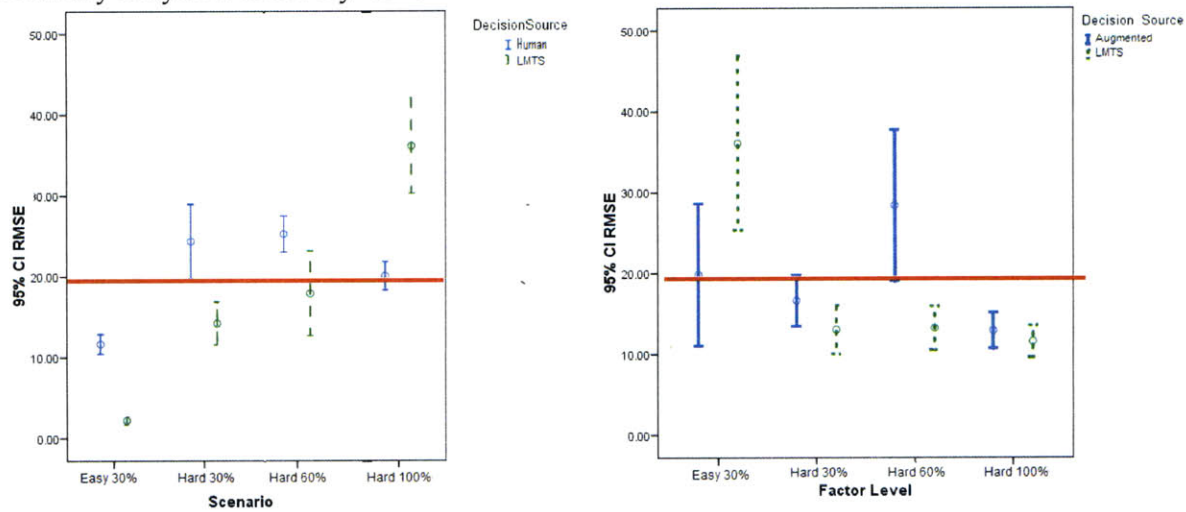 DecisionSource
Human
LMTS
50.00
40.00
30.00
20.00
10.00
0.00
95% CI RMSE
Easy 30%
Hard 30%
Hard 60%
Hard 100%
Scenario
Decision Source
Augmented
LMTS
50.00
40.00
30.00
20.00
10.00
0.00
95% CI RMSE
Easy 30%
Hard 30%
Hard 60%
Hard 100%
Factor Level